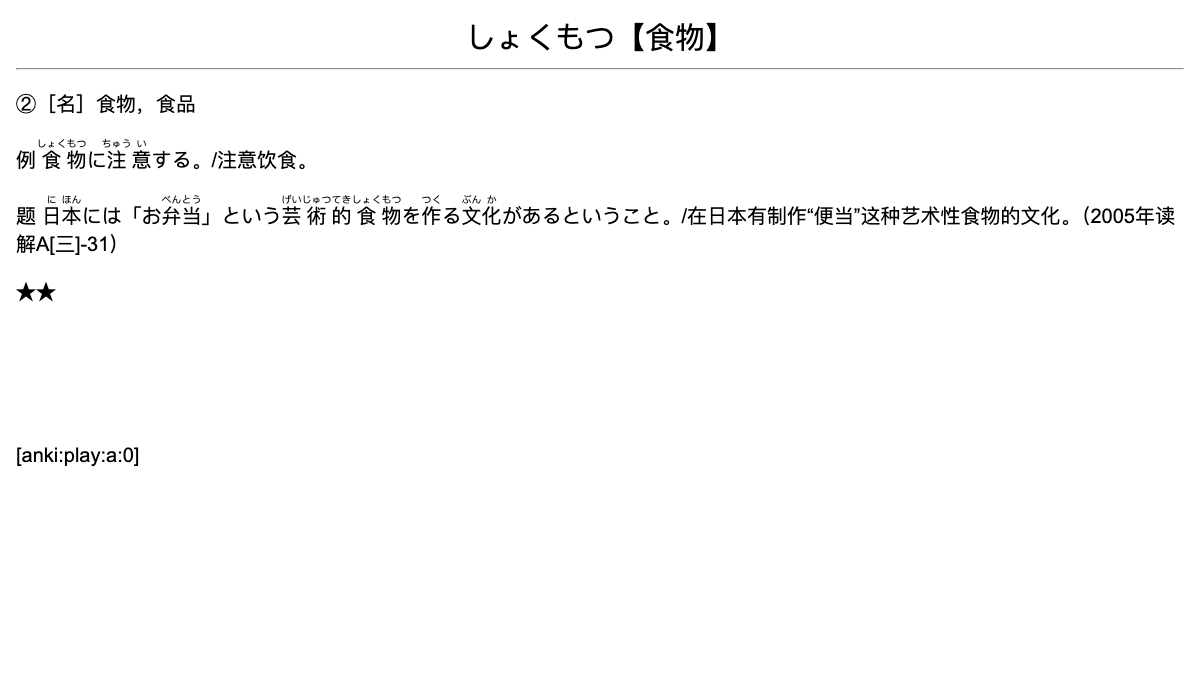 しょくもつ【食物】
②［名］食物，食品
しょくもつ ちゅう い
例 食物に注意する。/注意饮食。
に ほん べんとう げいじゅつてきしょくもつ つく ぶん か
题 日本には「お弁当」という芸術的食物を作る文化があるということ。/在日本有制作“便当”这种艺术性食物的文化。（2005年读
解A[三]-31）
★★
[anki:play:a:0]